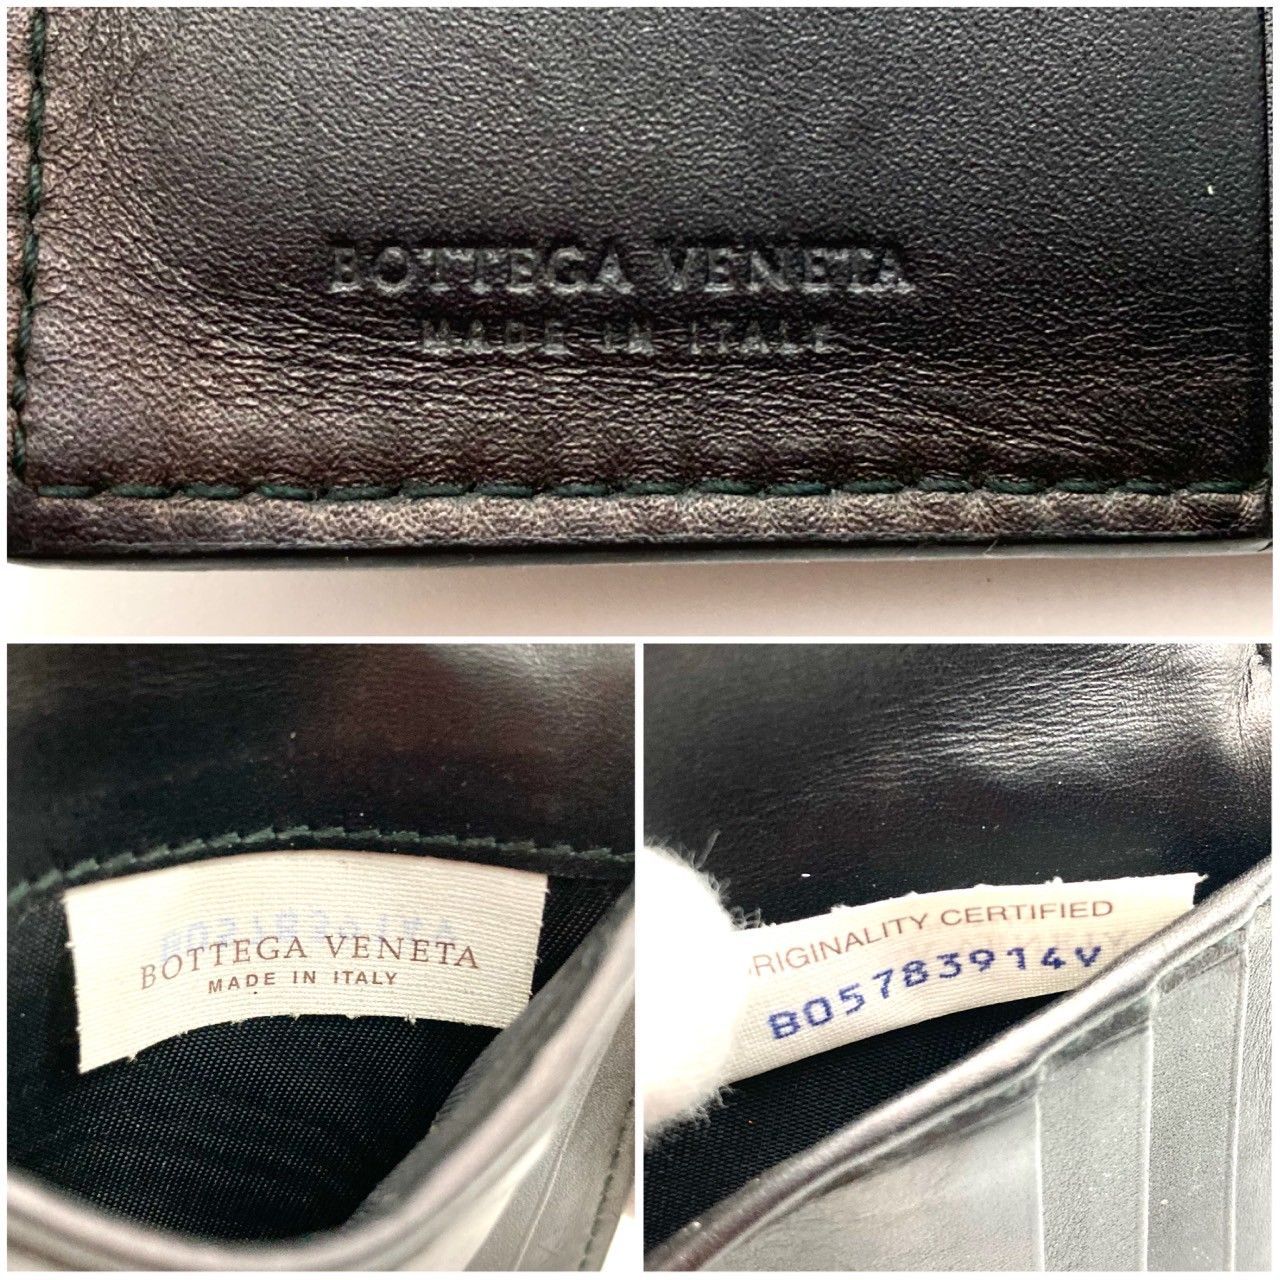 BOTTEGA VENETA
MADE IN ITALY
BOTTEGA VENETA
MADE IN ITALY
RIGINALITY CERTIFIED
B05783914V